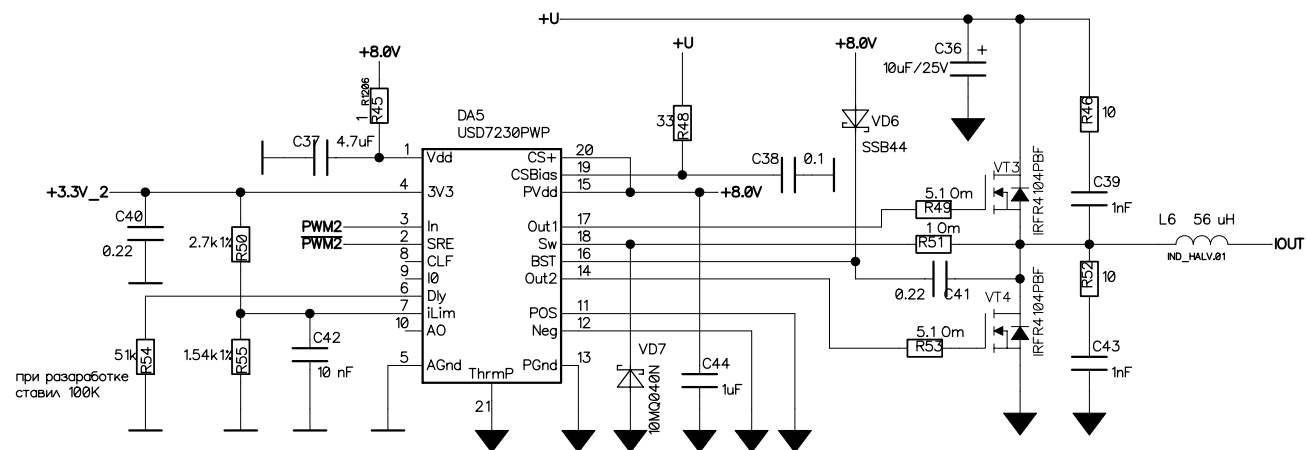 +U
+8.0V
+U
+8.0V
C36
+
10uF/25V
R1206
1
R45
DA5
USD7230PWP
33
R48
VD6
SSB44
R46
10
C37
4.7uF
1
Vdd
CS+
20
CSBias
19
C38
0.1
VT3
IRFR4104PBF
C39
1nF
+3.3V_2
4
3V3
PVdd
15
+8.0V
5.1 Om
R49
C40
0.22
2.7k 1%
R50
PWM2
3
In
Out1
17
PWM2
2
SRE
Sw
18
1 Om
R51
L6 56 uH
IND_HALV.01
IOUT
8
CLF
BST
16
9
I0
Out2
14
0.22
C41
R52
10
6
Dly
7
iLim
POS
11
VT4
IRFR4104PBF
10
AO
Neg
12
5.1 Om
R53
51k
R54
1.54k 1%
R55
C42
10 nF
5
AGnd
PGnd
13
VD7
10MQ040N
C44
1uF
C43
1nF
ThrmP
21
при разаработке
ставил 100К